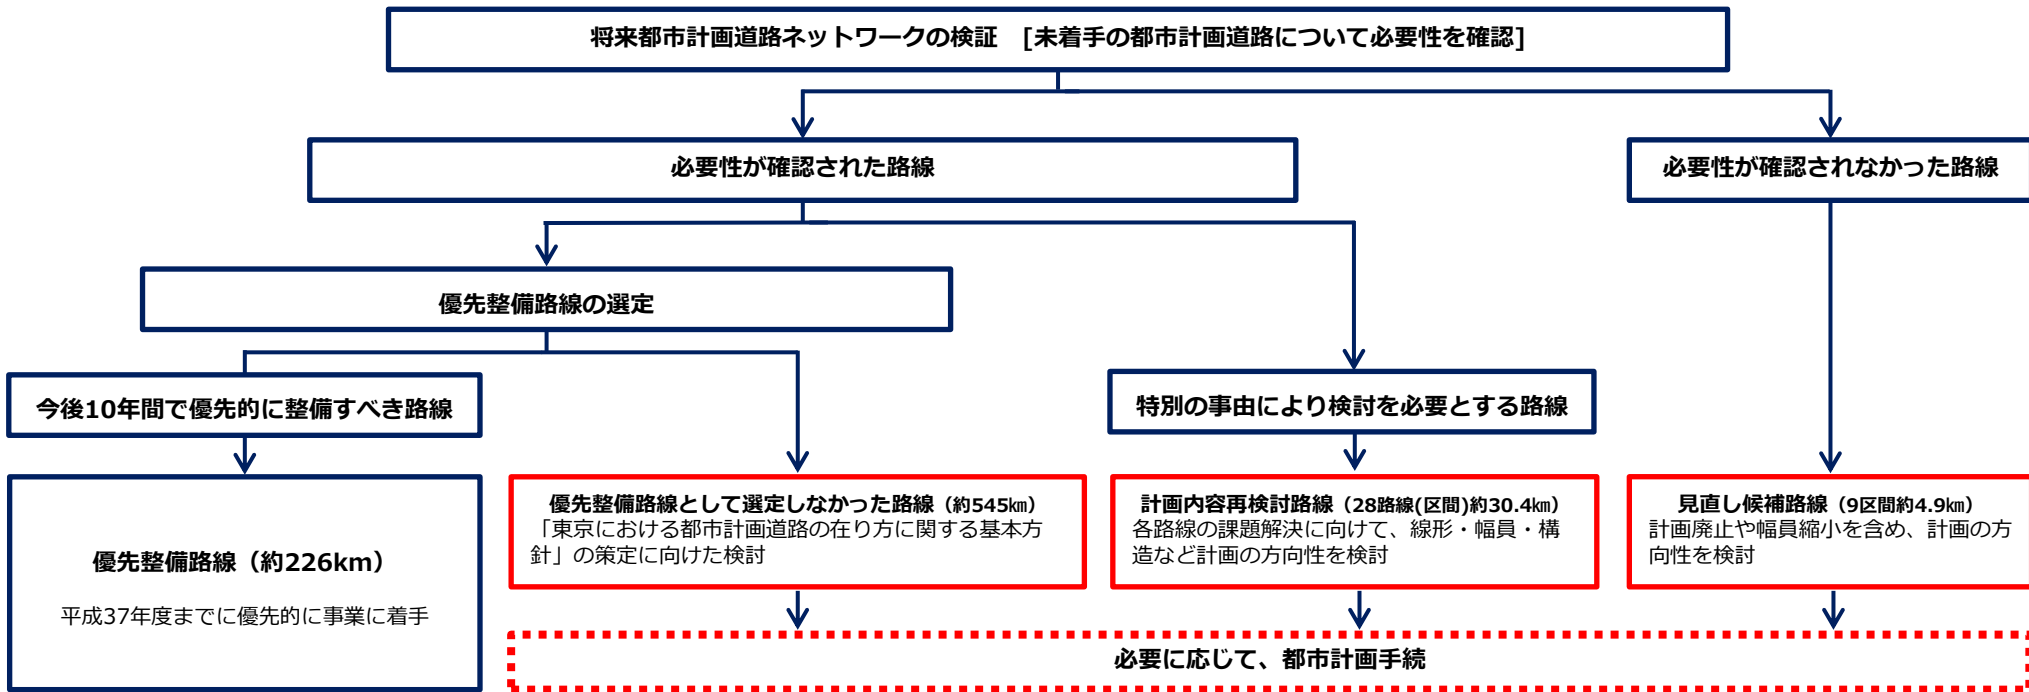 将来都市計画道路ネットワークの検証　[未着手の都市計画道路について必要性を確認]
必要性が確認された路線
必要性が確認されなかった路線
優先整備路線の選定
今後10年間で優先的に整備すべき路線
特別の事由により検討を必要とする路線
優先整備路線（約226km）
平成37年度までに優先的に事業に着手
優先整備路線として選定しなかった路線（約545㎞）
「東京における都市計画道路の在り方に関する基本方
針」の策定に向けた検討
計画内容再検討路線（28路線(区間)約30.4㎞）
各路線の課題解決に向けて、線形・幅員・構
造など計画の方向性を検討
見直し候補路線（9区間約4.9㎞）
計画廃止や幅員縮小を含め、計画の方
向性を検討
必要に応じて、都市計画手続